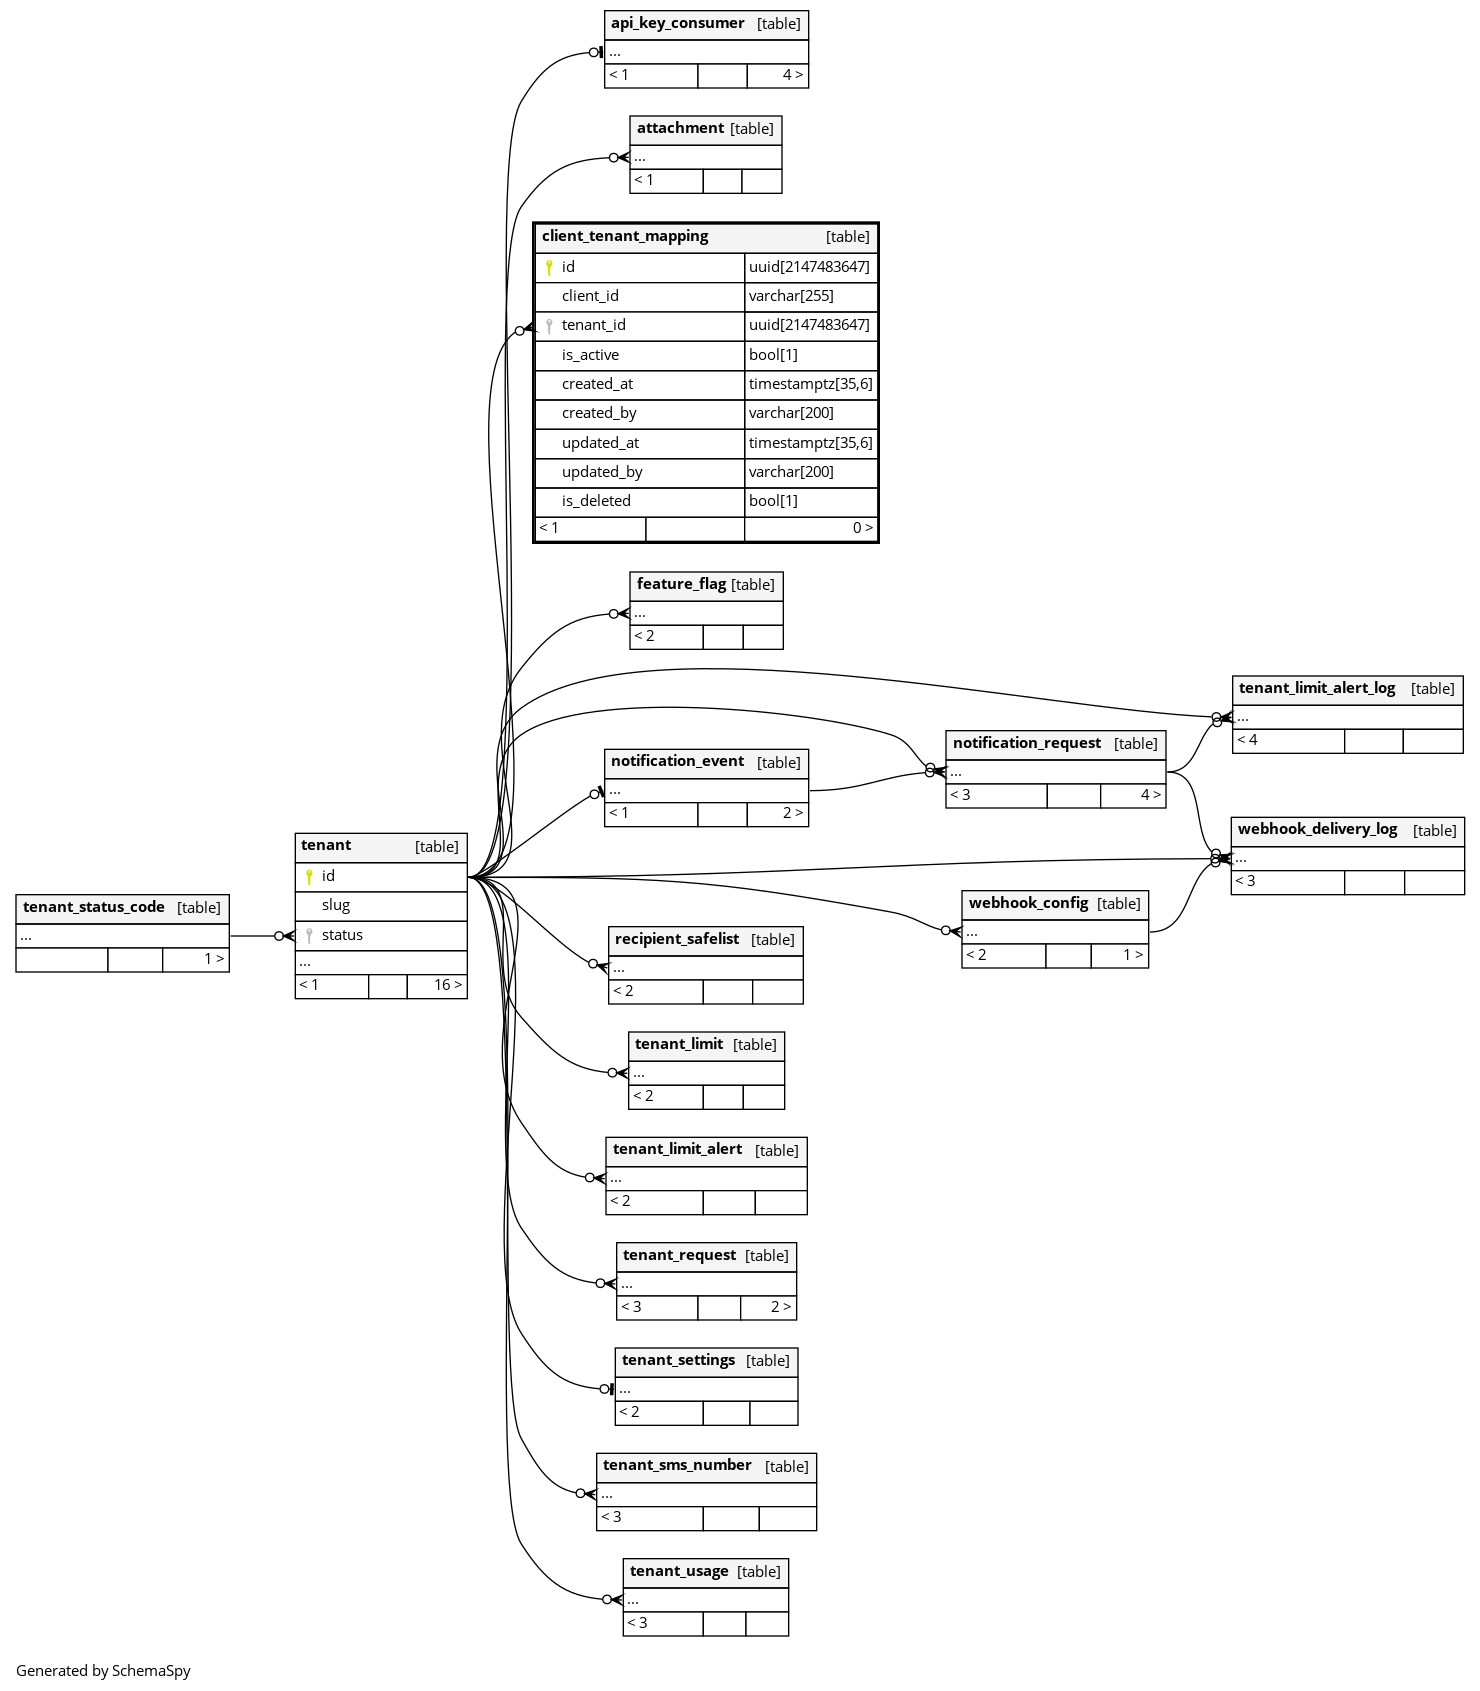 api_key_consumer [table]
...
< 1 4 >
attachment [table]
...
< 1
client_tenant_mapping [table]
id uuid[2147483647]
client_id varchar[255]
tenant_id uuid[2147483647]
is_active bool[1]
created_at timestamptz[35,6]
created_by varchar[200]
updated_at timestamptz[35,6]
updated_by varchar[200]
is_deleted bool[1]
< 1 0 >
feature_flag [table]
...
< 2
tenant_limit_alert_log [table]
...
< 4
notification_request [table]
...
< 3 4 >
notification_event [table]
...
< 1 2 >
webhook_delivery_log [table]
...
< 3
tenant [table]
id
slug
status
...
< 1 16 >
tenant_status_code [table]
...
1 >
webhook_config [table]
...
< 2 1 >
recipient_safelist [table]
...
< 2
tenant_limit [table]
...
< 2
tenant_limit_alert [table]
...
< 2
tenant_request [table]
...
< 3 2 >
tenant_settings [table]
...
< 2
tenant_sms_number [table]
...
< 3
tenant_usage [table]
...
< 3
Generated by SchemaSpy